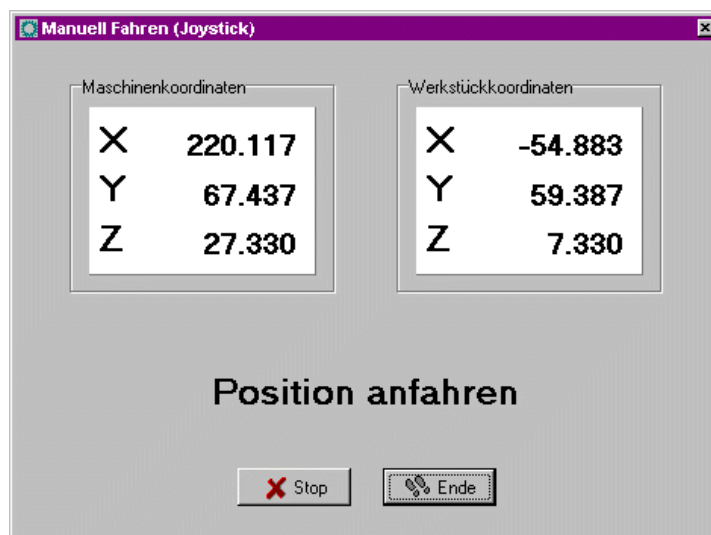 Manuell Fahren (Joystick)
Maschinenkoordinaten
X 220.117
Y 67.437
Z 27.330
Werkstückkoordinaten
X -54.883
Y 59.387
Z 7.330
Position anfahren
Stop
Ende